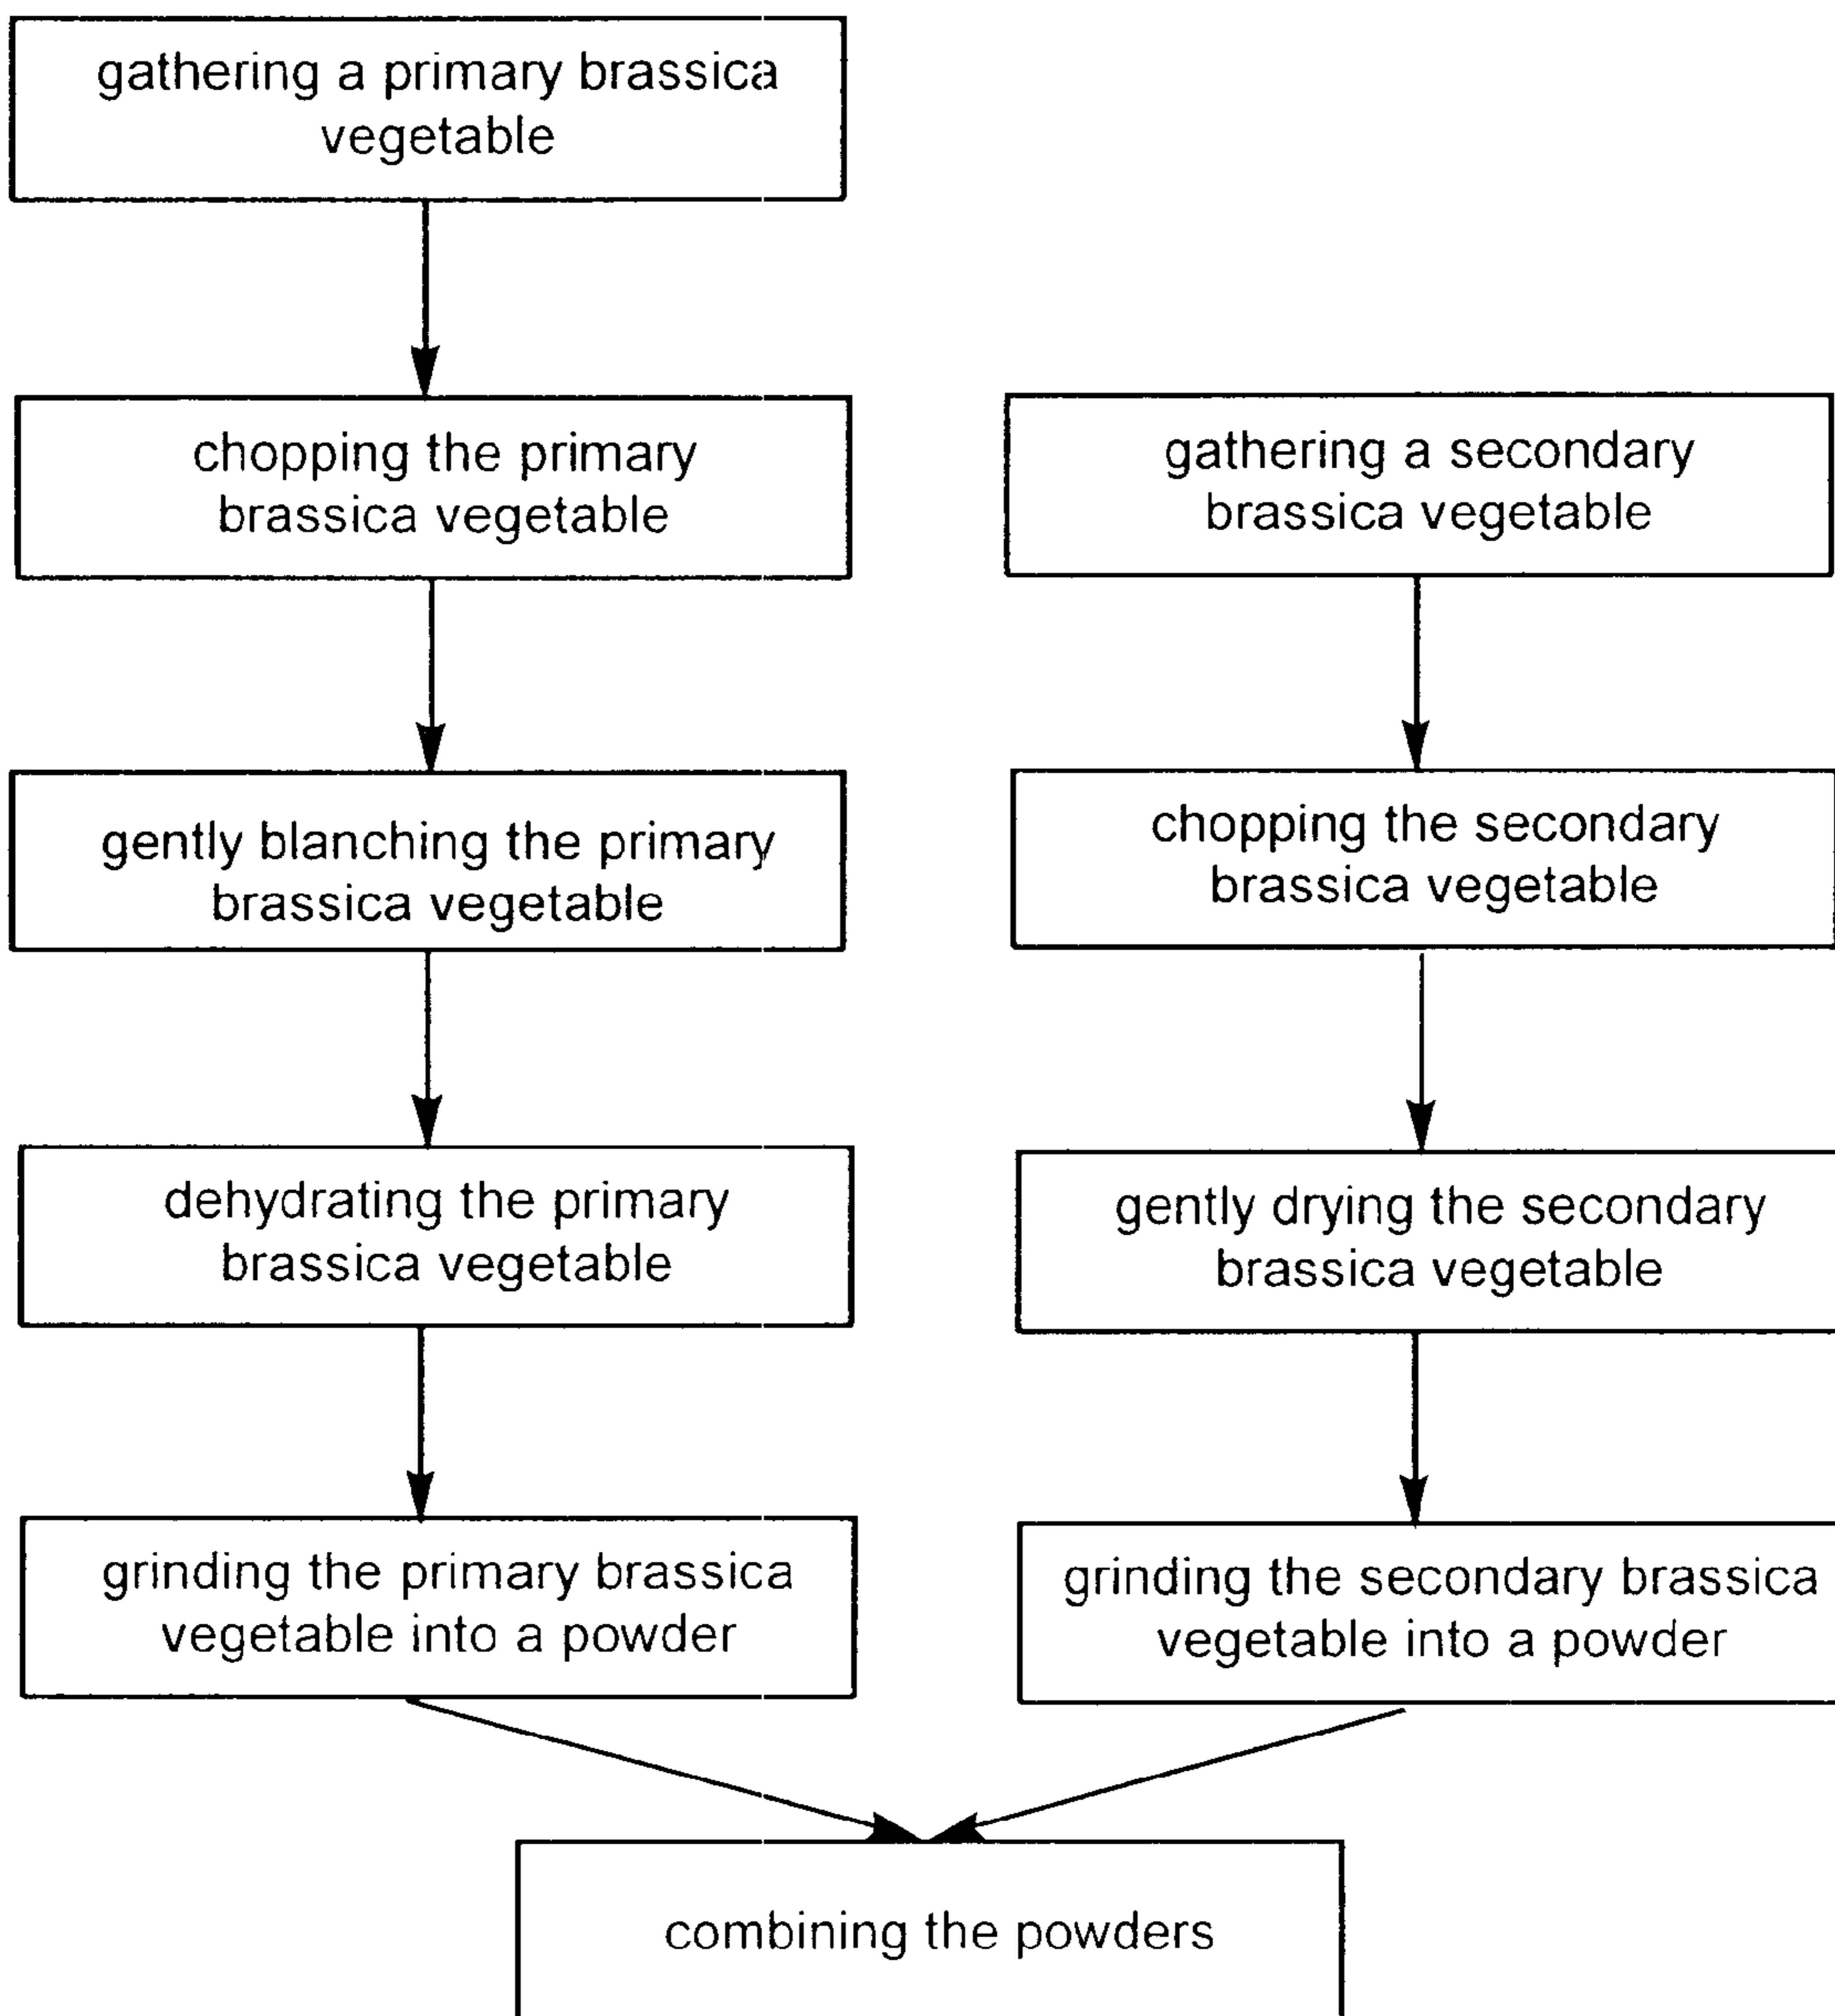 gathering a primary brassica
vegetable
chopping the primary
brassica vegetable
gently blanching the primary
brassica vegetable
dehydrating the primary
brassica vegetable
grinding the primary brassica
vegetable into a powder
gathering a secondary
brassica vegetable
chopping the secondary
brassica vegetable
gently drying the secondary
brassica vegetable
grinding the secondary brassica
vegetable into a powder
combining the powders